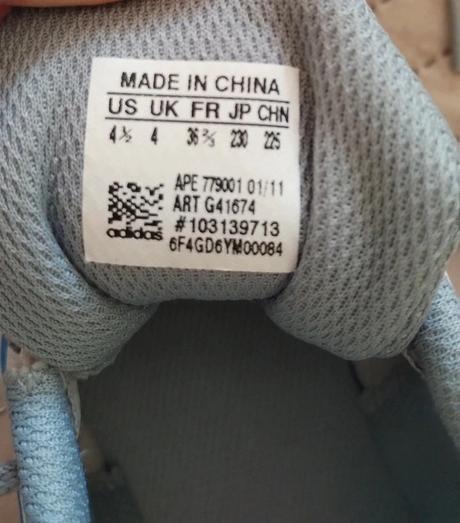 MADE IN CHINA
US UK FR JP CHN
4½ 4 36⅔ 230 225
APE 779001 01/11
ART G41674
#103139713
adidas
6F4GD6YM00084